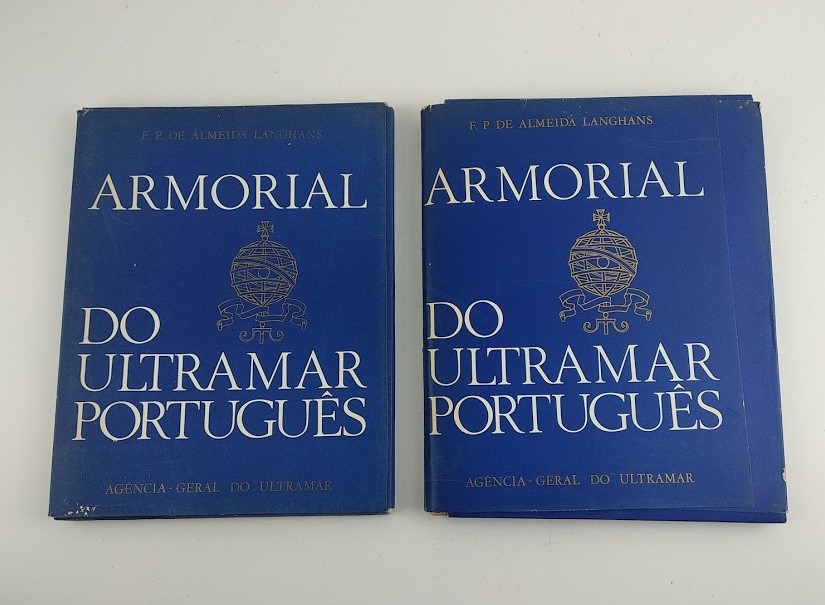 F. P. DE ALMEIDA LANGHANS
ARMORIAL
DO
ULTRAMAR
PORTUGUÊS
AGÊNCIA - GERAL DO ULTRAMAR
F. P. DE ALMEIDA LANGHANS
ARMORIAL
DO
ULTRAMAR
PORTUGUÊS
AGÊNCIA - GERAL DO ULTRAMAR